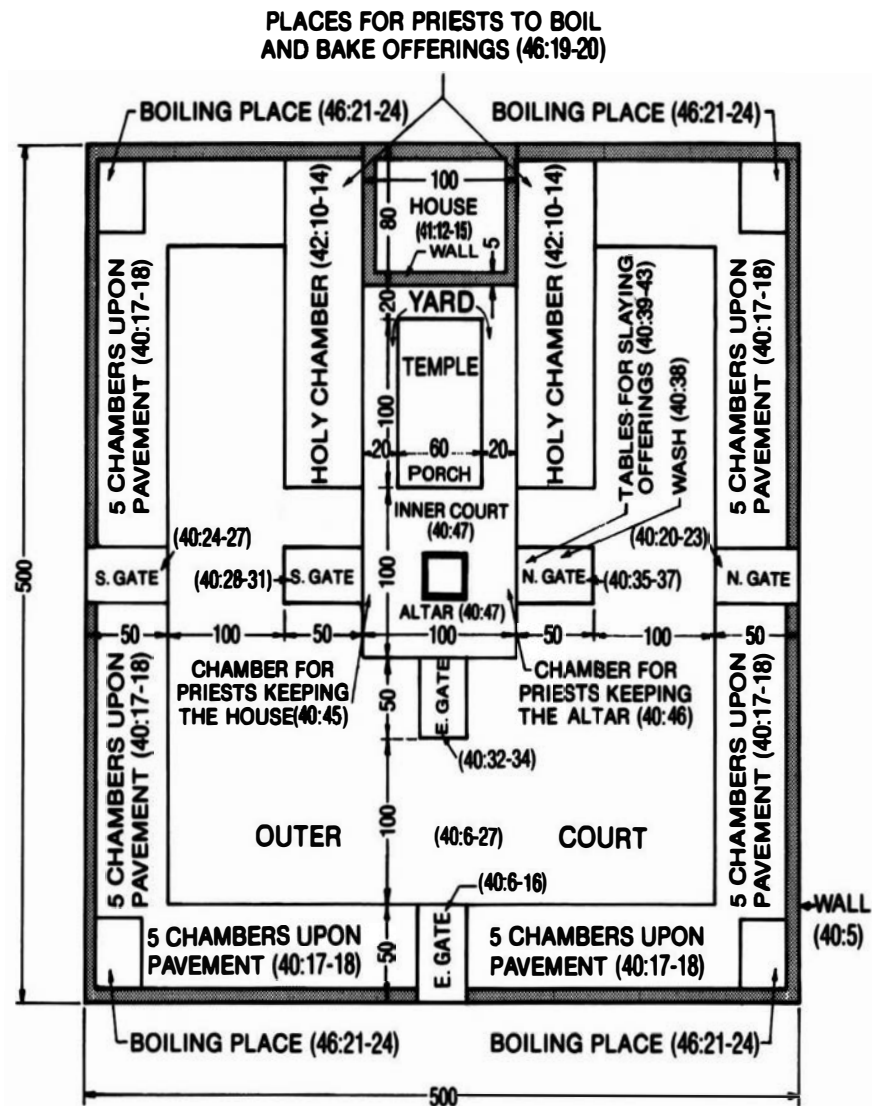 PLACES FOR PRIESTS TO BOIL
AND BAKE OFFERINGS (46:19-20)
BOILING PLACE (46:21-24)
BOILING PLACE (46:21-24)
100
HOUSE
(41:12-15)
WALL
5
80
HOLY CHAMBER (42:10-14)
HOLY CHAMBER (42:10-14)
5 CHAMBERS UPON
PAVEMENT (40:17-18)
5 CHAMBERS UPON
PAVEMENT (40:17-18)
20
YARD
TEMPLE
100
20
60
20
PORCH
TABLES FOR SLAYING
OFFERINGS (40:39-43)
WASH (40:38)
INNER COURT
(40:47)
(40:24-27)
(40:20-23)
S. GATE
(40:28-31)
S. GATE
N. GATE
(40:35-37)
N. GATE
500
100
ALTAR (40:47)
50
100
50
100
50
100
50
CHAMBER FOR
PRIESTS KEEPING
THE HOUSE(40:45)
CHAMBER FOR
PRIESTS KEEPING
THE ALTAR (40:46)
50
E. GATE
(40:32-34)
5 CHAMBERS UPON
PAVEMENT (40:17-18)
5 CHAMBERS UPON
PAVEMENT (40:17-18)
100
OUTER
(40:6-27)
COURT
(40:6-16)
WALL
(40:5)
5 CHAMBERS UPON
PAVEMENT (40:17-18)
50
E. GATE
5 CHAMBERS UPON
PAVEMENT (40:17-18)
BOILING PLACE (46:21-24)
BOILING PLACE (46:21-24)
500